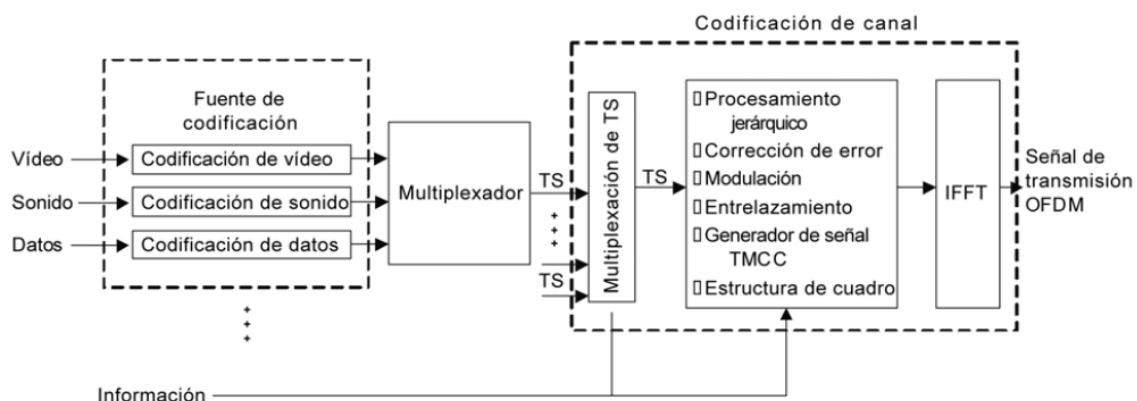 Codificación de canal
Fuente de
codificación
Vídeo
Codificación de vídeo
Sonido
Codificación de sonido
Datos
Codificación de datos
Multiplexador
TS
TS
Multiplexación de TS
TS
Procesamiento
jerárquico
Corrección de error
Modulación
Entrelazamiento
Generador de señal
TMCC
Estructura de cuadro
IFFT
Señal de
transmisión
OFDM
Información